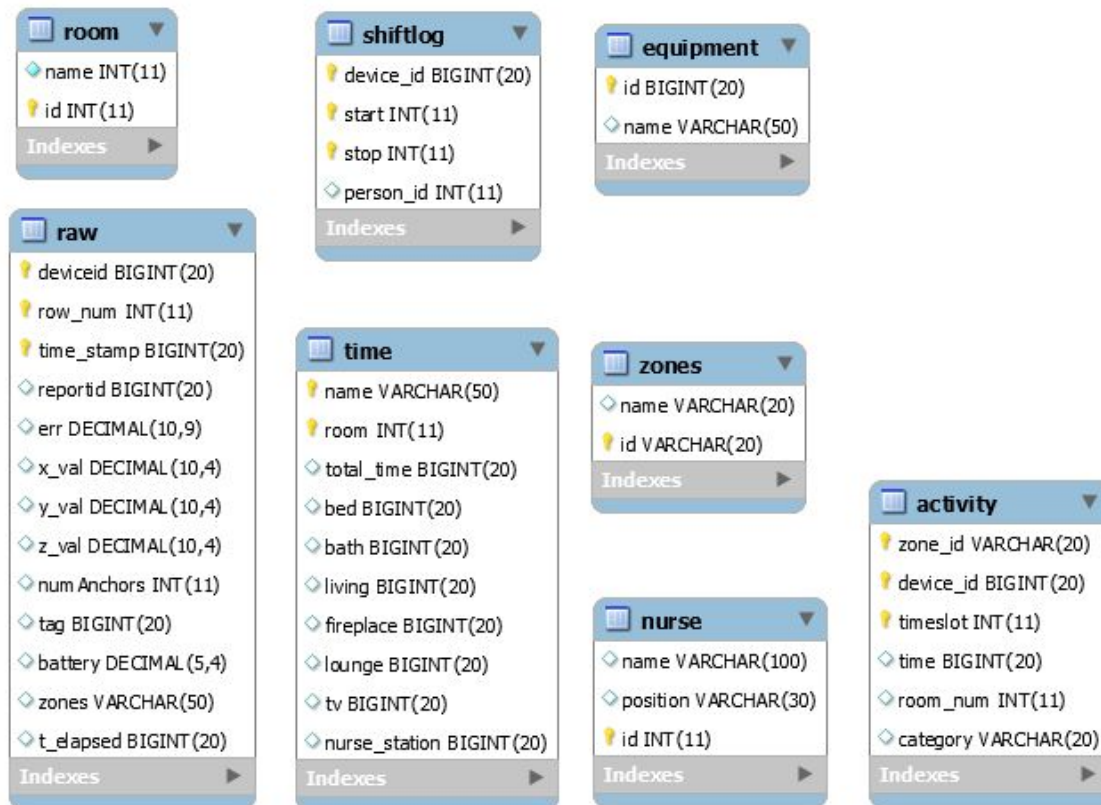 room
name INT(11)
id INT(11)
Indexes
shiftlog
device_id BIGINT(20)
start INT(11)
stop INT(11)
person_id INT(11)
Indexes
equipment
id BIGINT(20)
name VARCHAR(50)
Indexes
raw
deviceid BIGINT(20)
row_num INT(11)
time_stamp BIGINT(20)
reportid BIGINT(20)
err DECIMAL(10,9)
x_val DECIMAL(10,4)
y_val DECIMAL(10,4)
z_val DECIMAL(10,4)
numAnchors INT(11)
tag BIGINT(20)
battery DECIMAL(5,4)
zones VARCHAR(50)
t_elapsed BIGINT(20)
Indexes
time
name VARCHAR(50)
room INT(11)
total_time BIGINT(20)
bed BIGINT(20)
bath BIGINT(20)
living BIGINT(20)
fireplace BIGINT(20)
lounge BIGINT(20)
tv BIGINT(20)
nurse_station BIGINT(20)
Indexes
zones
name VARCHAR(20)
id VARCHAR(20)
Indexes
nurse
name VARCHAR(100)
position VARCHAR(30)
id INT(11)
Indexes
activity
zone_id VARCHAR(20)
device_id BIGINT(20)
timeslot INT(11)
time BIGINT(20)
room_num INT(11)
category VARCHAR(20)
Indexes